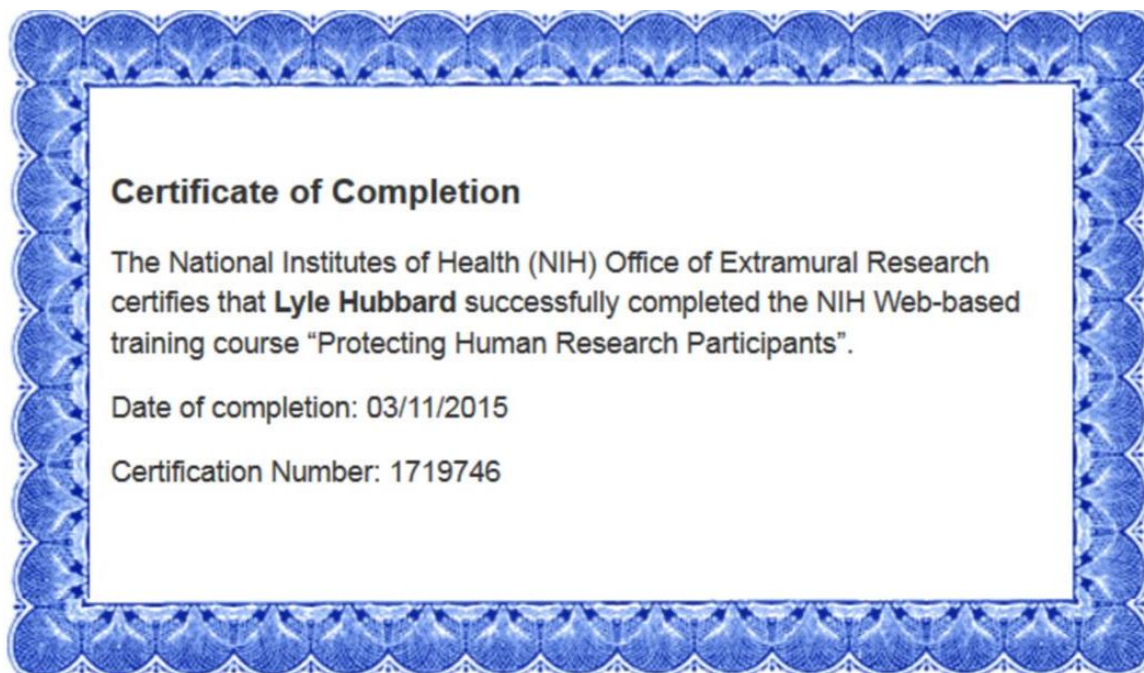 Certificate of Completion
The National Institutes of Health (NIH) Office of Extramural Research
certifies that Lyle Hubbard successfully completed the NIH Web-based
training course “Protecting Human Research Participants”.
Date of completion: 03/11/2015
Certification Number: 1719746